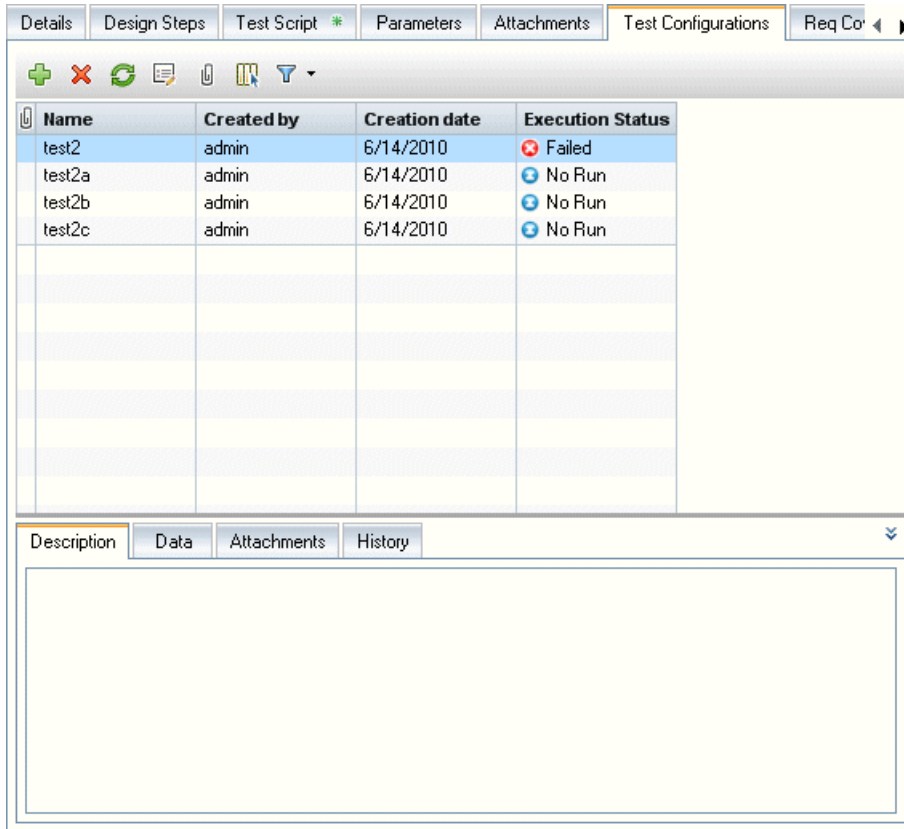 Details Design Steps Test Script * Parameters Attachments Test Configurations Req Co
Name Created by Creation date Execution Status
test2 admin 6/14/2010 Failed
test2a admin 6/14/2010 No Run
test2b admin 6/14/2010 No Run
test2c admin 6/14/2010 No Run
Description Data Attachments History